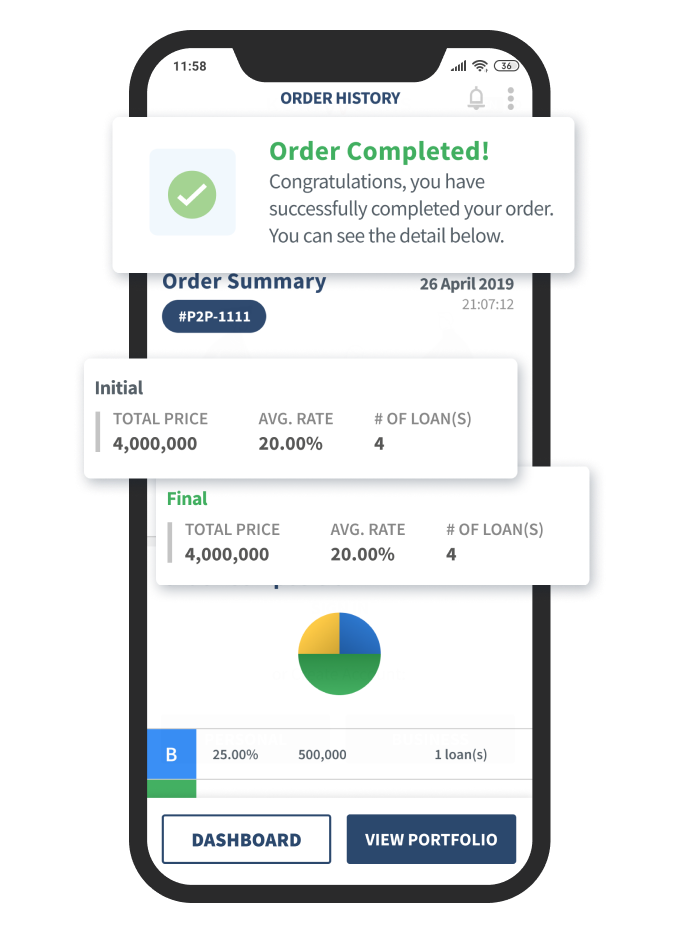 11:58
36
ORDER HISTORY
Order Completed!
Congratulations, you have
successfully completed your order.
You can see the detail below.
Order Summary
26 April 2019
#P2P-1111
21:07:12
Initial
TOTAL PRICE AVG. RATE # OF LOAN(S)
4,000,000 20.00% 4
Final
TOTAL PRICE AVG. RATE # OF LOAN(S)
4,000,000 20.00% 4
B 25.00% 500,000 1 loan(s)
DASHBOARD VIEW PORTFOLIO